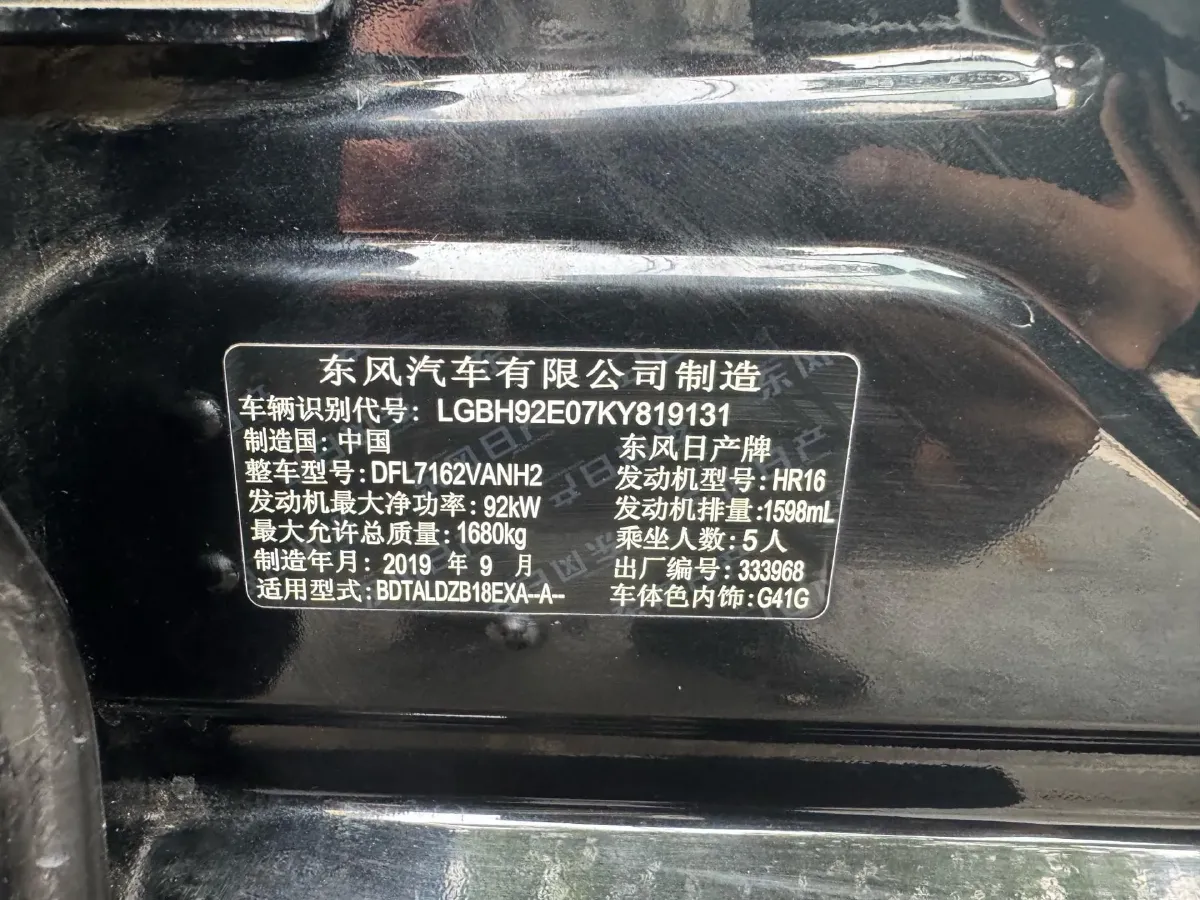 东风汽车有限公司制造
车辆识别代号: LGBH92E07KY819131
制造国:中国 东风日产牌
整车型号:DFL7162VANH2 发动机型号:HR16
发动机最大净功率:92kW 发动机排量:1598mL
最大允许总质量:1680kg 乘坐人数:5人
制造年月:2019 年 9 月 出厂编号:333968
适用型式:BDTALDZB18EXA--A-- 车体色内饰:G41G